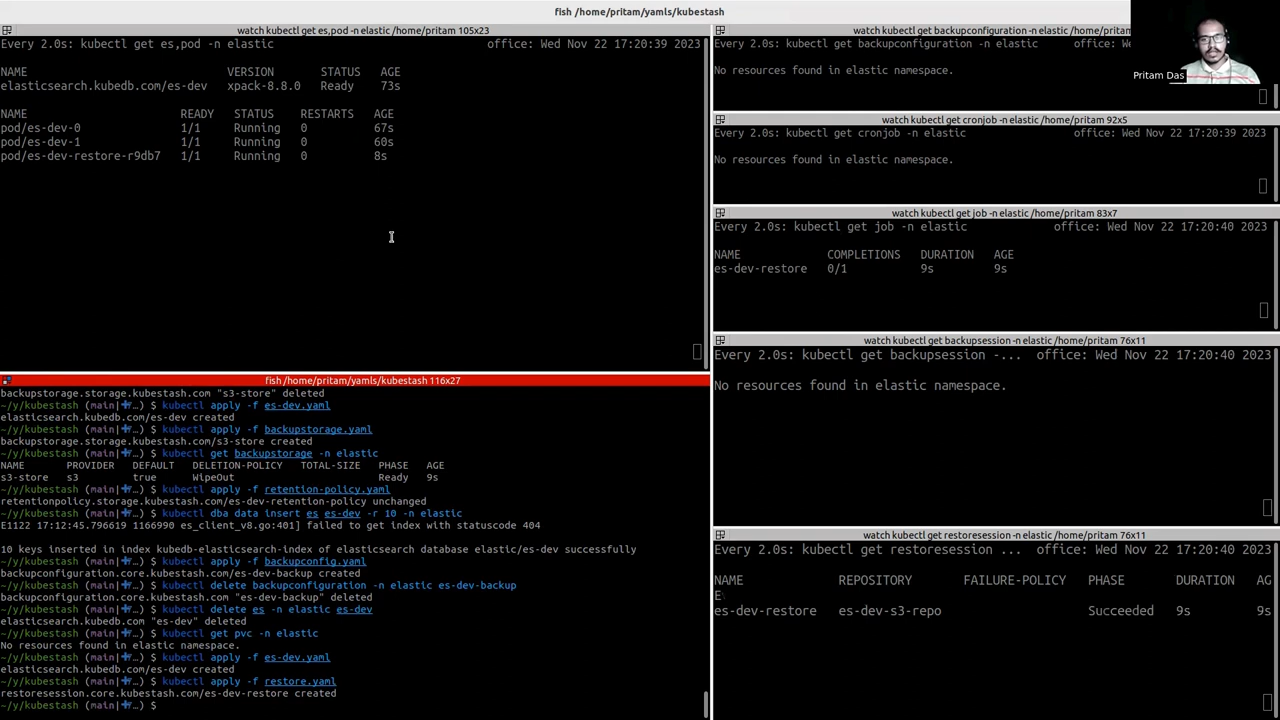 fish /home/pritam/yamls/kubestash
watch kubectl get es,pod -n elastic /home/pritam 105x23
Every 2.0s: kubectl get es,pod -n elastic office: Wed Nov 22 17:20:39 2023
NAME VERSION STATUS AGE
elasticsearch.kubedb.com/es-dev xpack-8.8.0 Ready 73s
NAME READY STATUS RESTARTS AGE
pod/es-dev-0 1/1 Running 0 67s
pod/es-dev-1 1/1 Running 0 60s
pod/es-dev-restore-r9db7 1/1 Running 0 8s
fish /home/pritam/yamls/kubestash 116x27
backupstorage.storage.kubestash.com "s3-store" deleted
~/y/kubestash (main|✚7…) $ kubectl apply -f es-dev.yaml
elasticsearch.kubedb.com/es-dev created
~/y/kubestash (main|✚7…) $ kubectl apply -f backupstorage.yaml
backupstorage.storage.kubestash.com/s3-store created
~/y/kubestash (main|✚7…) $ kubectl get backupstorage -n elastic
NAME PROVIDER DEFAULT DELETION-POLICY TOTAL-SIZE PHASE AGE
s3-store s3 true WipeOut Ready 9s
~/y/kubestash (main|✚7…) $ kubectl apply -f retention-policy.yaml
retentionpolicy.storage.kubestash.com/es-dev-retention-policy unchanged
~/y/kubestash (main|✚7…) $ kubectl dba data insert es es-dev -r 10 -n elastic
E1122 17:12:45.796619 1166990 es_client_v8.go:401] failed to get index with statuscode 404
10 keys inserted in index kubedb-elasticsearch-index of elasticsearch database elastic/es-dev successfully
~/y/kubestash (main|✚7…) $ kubectl apply -f backupconfig.yaml
backupconfiguration.core.kubestash.com/es-dev-backup created
~/y/kubestash (main|✚7…) $ kubectl delete backupconfiguration -n elastic es-dev-backup
backupconfiguration.core.kubestash.com "es-dev-backup" deleted
~/y/kubestash (main|✚7…) $ kubectl delete es -n elastic es-dev
elasticsearch.kubedb.com "es-dev" deleted
~/y/kubestash (main|✚7…) $ kubectl get pvc -n elastic
No resources found in elastic namespace.
~/y/kubestash (main|✚7…) $ kubectl apply -f es-dev.yaml
elasticsearch.kubedb.com/es-dev created
~/y/kubestash (main|✚7…) $ kubectl apply -f restore.yaml
restoresession.core.kubestash.com/es-dev-restore created
~/y/kubestash (main|✚7…) $
watch kubectl get backupconfiguration -n elastic /home/pritam
Every 2.0s: kubectl get backupconfiguration -n elastic office:
No resources found in elastic namespace.
Pritam Das
watch kubectl get cronjob -n elastic /home/pritam 92x5
Every 2.0s: kubectl get cronjob -n elastic office: Wed Nov 22 17:20:39 2023
No resources found in elastic namespace.
watch kubectl get job -n elastic /home/pritam 83x7
Every 2.0s: kubectl get job -n elastic office: Wed Nov 22 17:20:40 2023
NAME COMPLETIONS DURATION AGE
es-dev-restore 0/1 9s 9s
watch kubectl get backupsession -n elastic /home/pritam 76x11
Every 2.0s: kubectl get backupsession -... office: Wed Nov 22 17:20:40 2023
No resources found in elastic namespace.
watch kubectl get restoresession -n elastic /home/pritam 76x11
Every 2.0s: kubectl get restoresession ... office: Wed Nov 22 17:20:40 2023
NAME REPOSITORY FAILURE-POLICY PHASE DURATION AG
E
es-dev-restore es-dev-s3-repo Succeeded 9s 9s